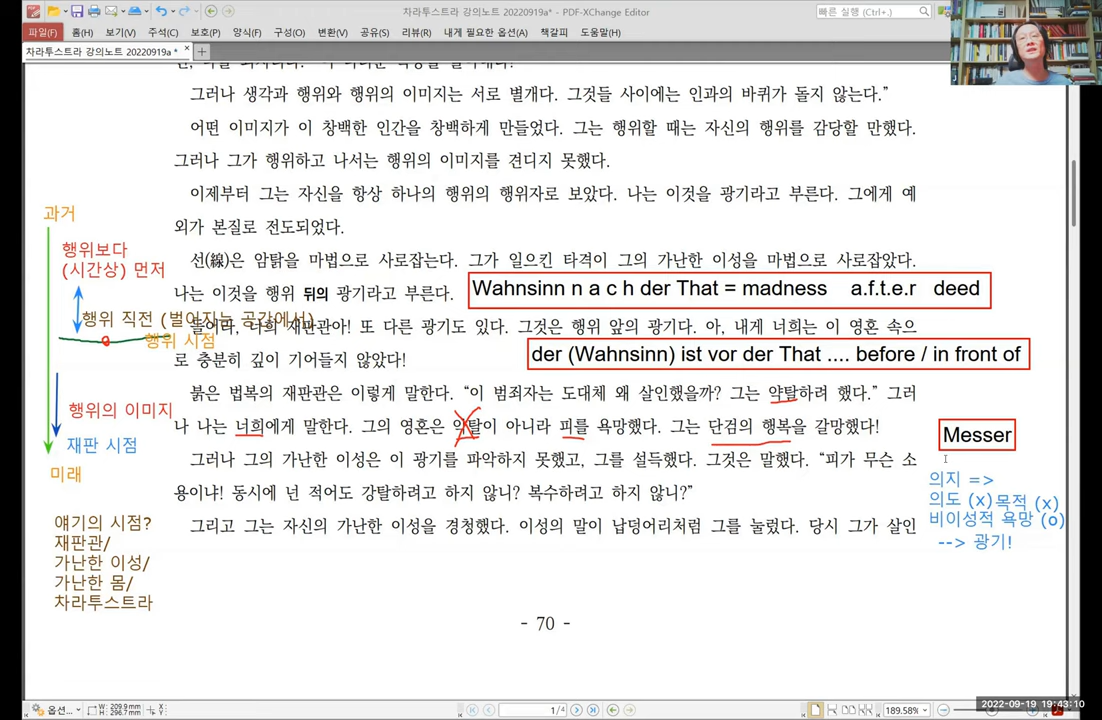 차라투스트라 강의노트 20220919a* - PDF-XChange Editor
빠른 실행 (Ctrl+.)
파일(F) 홈(H) 보기(V) 주석(C) 보호(P) 양식(F) 구성(O) 변환(V) 공유(S) 리뷰(R) 내게 필요한 옵션(A) 책갈피 도움말(H)
차라투스트라 강의노트 20220919a *
그러나 생각과 행위와 행위의 이미지는 서로 별개다. 그것들 사이에는 인과의 바퀴가 돌지 않는다.”
어떤 이미지가 이 창백한 인간을 창백하게 만들었다. 그는 행위할 때는 자신의 행위를 감당할 만했다.
그러나 그가 행위하고 나서는 행위의 이미지를 견디지 못했다.
이제부터 그는 자신을 항상 하나의 행위의 행위자로 보았다. 나는 이것을 광기라고 부른다. 그에게 예
외가 본질로 전도되었다.
선(線)은 암탉을 마법으로 사로잡는다. 그가 일으킨 타격이 그의 가난한 이성을 마법으로 사로잡았다.
나는 이것을 행위 뒤의 광기라고 부른다.
Wahnsinn n a c h der That = madness a.f.t.e.r deed
들어라, 너희 재판관아! 또 다른 광기도 있다. 그것은 행위 앞의 광기다. 아, 내게 너희는 이 영혼 속으
로 충분히 깊이 기어들지 않았다!
der (Wahnsinn) ist vor der That .... before / in front of
붉은 법복의 재판관은 이렇게 말한다. “이 범죄자는 도대체 왜 살인했을까? 그는 약탈하려 했다.” 그러
나 나는 너희에게 말한다. 그의 영혼은 약탈이 아니라 피를 욕망했다. 그는 단검의 행복을 갈망했다!
Messer
그러나 그의 가난한 이성은 이 광기를 파악하지 못했고, 그를 설득했다. 그것은 말했다. “피가 무슨 소
용이냐! 동시에 넌 적어도 강탈하려고 하지 않니? 복수하려고 하지 않니?”
그리고 그는 자신의 가난한 이성을 경청했다. 이성의 말이 납덩어리처럼 그를 눌렀다. 당시 그가 살인
- 70 -
과거
행위보다
(시간상) 먼저
행위 직전 (벌어지는 공간에서)
행위 시점
행위의 이미지
재판 시점
미래
얘기의 시점?
재판관/
가난한 이성/
가난한 몸/
차라투스트라
의지 =>
의도 (x) 목적 (x)
비이성적 욕망 (o)
--> 광기!
옵션...
W: 209.9 mm
H: 296.7 mm
X:
Y:
1/4
189.58%
2022-09-19 19:43:10